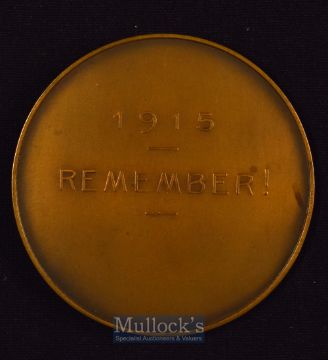 1915
REMEMBER!
Mullock's
Specialist Auctioneers & Valuers